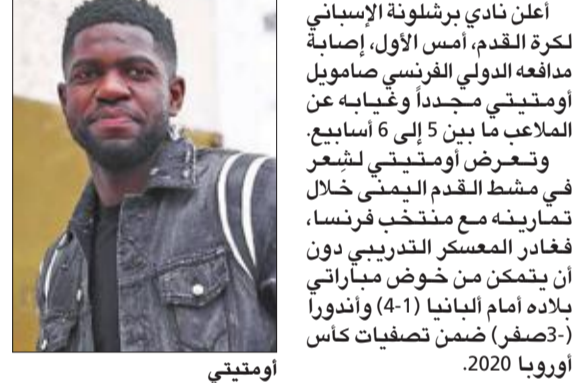 أعلن نادي برشلونة الإسباني
لكرة القدم، أمس الأول، إصابة
مدافعه الدولي الفرنسي صامويل
أومتيتي مجدداً وغيابه عن
الملاعب ما بين 5 إلى 6 أسابيع.
وتعرض أومتيتي لشِعر
في مشط القدم اليمنى خلال
تمارينه مع منتخب فرنسا،
فغادر المعسكر التدريبي دون
أن يتمكن من خوض مباراتي
بلاده أمام ألبانيا (1-4) وأندورا
(-3صفر) ضمن تصفيات كأس
أوروبا 2020.
أومتيتي